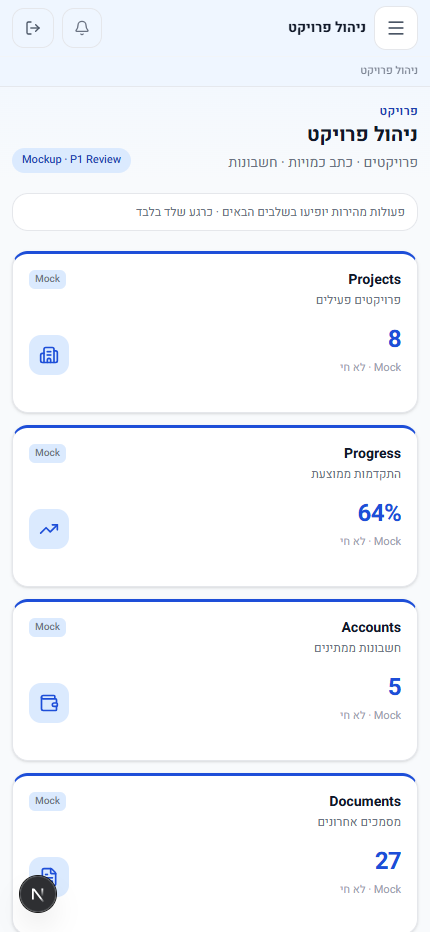 ניהול פרויקט
ניהול פרויקט
פרויקט
ניהול פרויקט
פרויקטים · כתב כמויות · חשבונות
Mockup · P1 Review
פעולות מהירות יופיעו בשלבים הבאים · כרגע שלד בלבד
Projects
Mock
פרויקטים פעילים
8
Mock · לא חי
Progress
Mock
התקדמות ממוצעת
64%
Mock · לא חי
Accounts
Mock
חשבונות ממתינים
5
Mock · לא חי
Documents
Mock
מסמכים אחרונים
27
Mock · לא חי
N